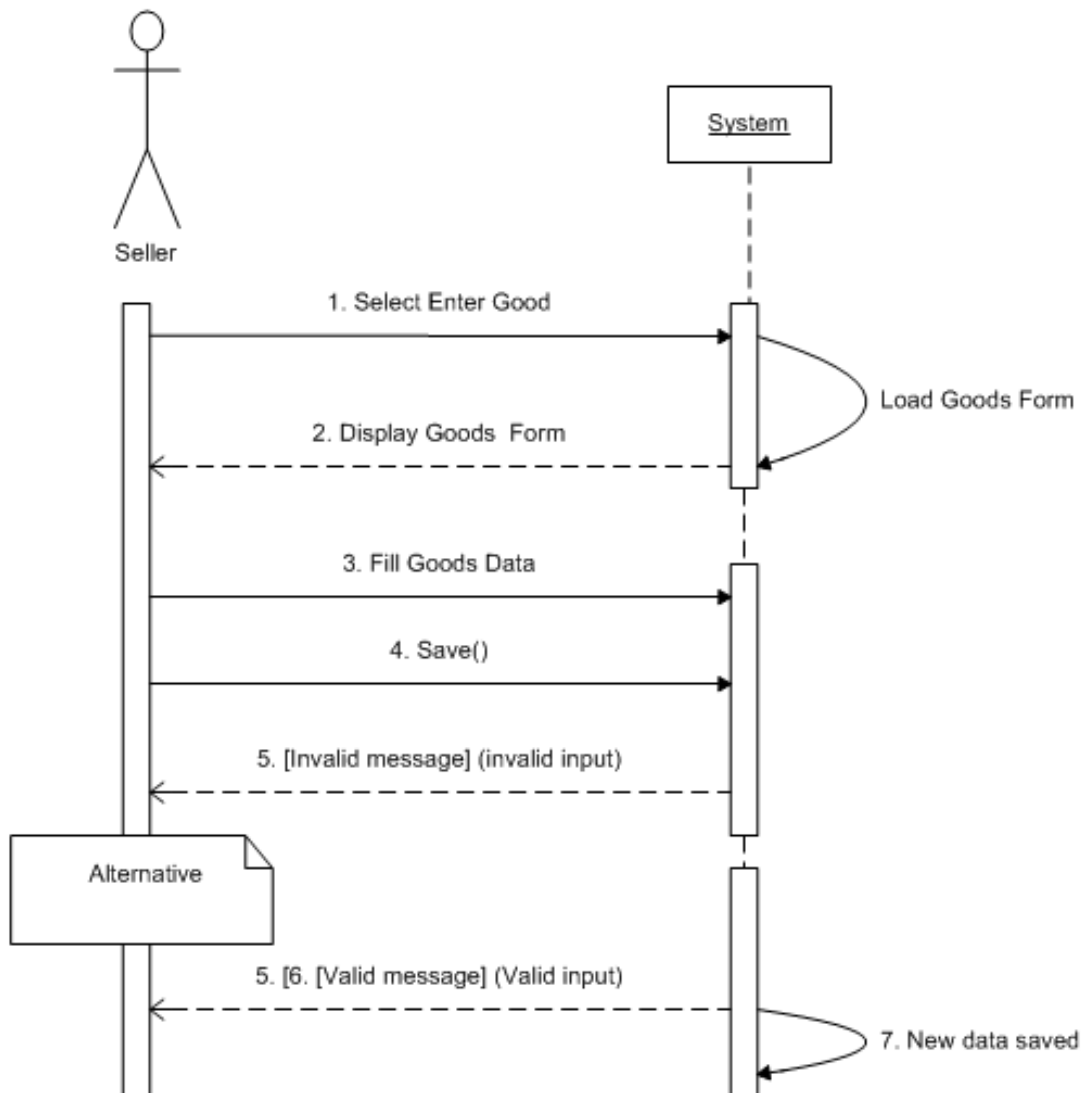 System
Seller
1. Select Enter Good
Load Goods Form
2. Display Goods Form
3. Fill Goods Data
4. Save()
5. [Invalid message] (invalid input)
Alternative
5. [6. [Valid message] (Valid input)
7. New data saved